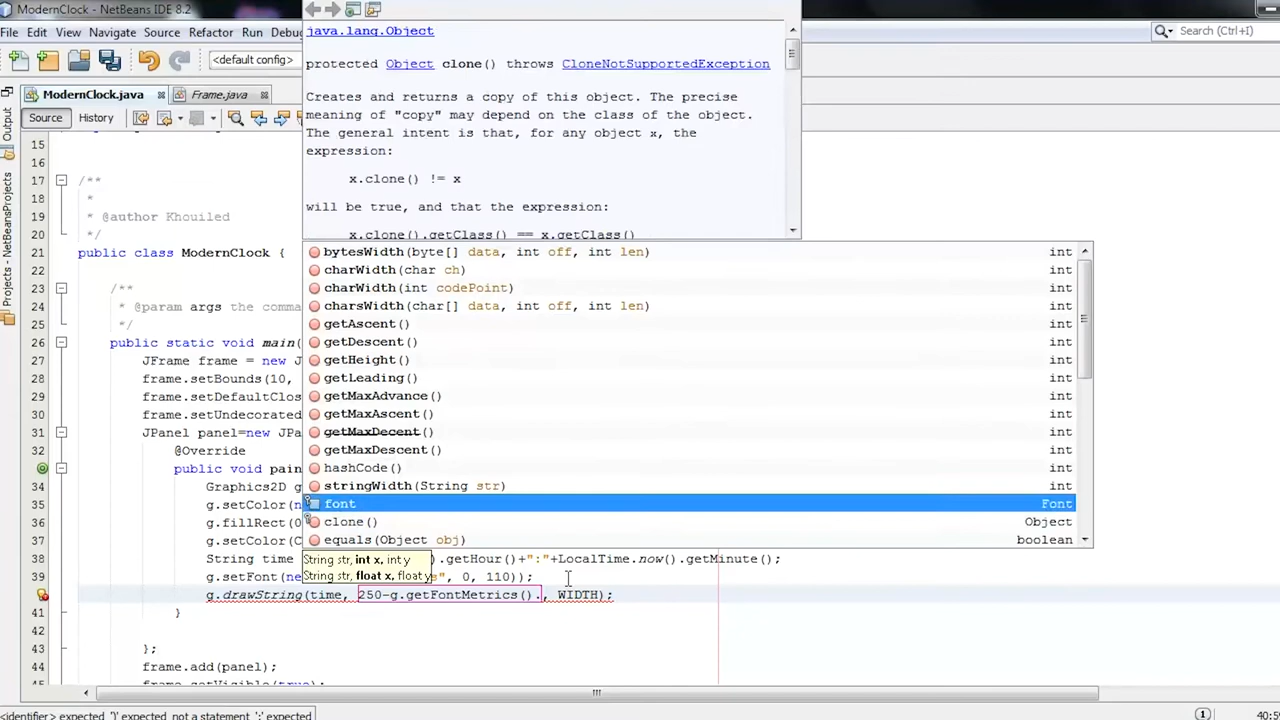 ModernClock - NetBeans IDE 8.2
File Edit View Navigate Source Refactor Run Debu
Search (Ctrl+I)
<default config>
ModernClock.java
Frame.java
Source History
Output
Projects - NetBeansProjects
java.lang.Object
protected Object clone() throws CloneNotSupportedException
Creates and returns a copy of this object. The precise
meaning of "copy" may depend on the class of the object.
The general intent is that, for any object x, the
expression:
x.clone() != x
will be true, and that the expression:
x.clone().getClass() == x.getClass()
15
16
17 /**
18 *
19 * @author Khouiled
20 */
21 public class ModernClock {
22
23 /**
24 * @param args the comma
25 */
26 public static void main(
27 JFrame frame = new J
28 frame.setBounds(10,
29 frame.setDefaultClos
30 frame.setUndecorated
31 JPanel panel=new JPa
32 @Override
public void pain
34 Graphics2D g
35 g.setColor(n
36 g.fillRect(0
37 g.setColor(C
38 String time ).getHour()+":"+LocalTime.now().getMinute();
39 g.setFont(ne s", 0, 110));
g.drawString(time, 250-g.getFontMetrics()., WIDTH);
41 }
42
43 };
44 frame.add(panel);
45 frame.setVisible(true);
bytesWidth(byte[] data, int off, int len) int
charWidth(char ch) int
charWidth(int codePoint) int
charsWidth(char[] data, int off, int len) int
getAscent() int
getDescent() int
getHeight() int
getLeading() int
getMaxAdvance() int
getMaxAscent() int
getMaxDecent() int
getMaxDescent() int
hashCode() int
stringWidth(String str) int
font Font
clone() Object
equals(Object obj) boolean
String str, int x, int y
String str, float x, float y
<identifier> expected ')' expected not a statement ';' expected
1